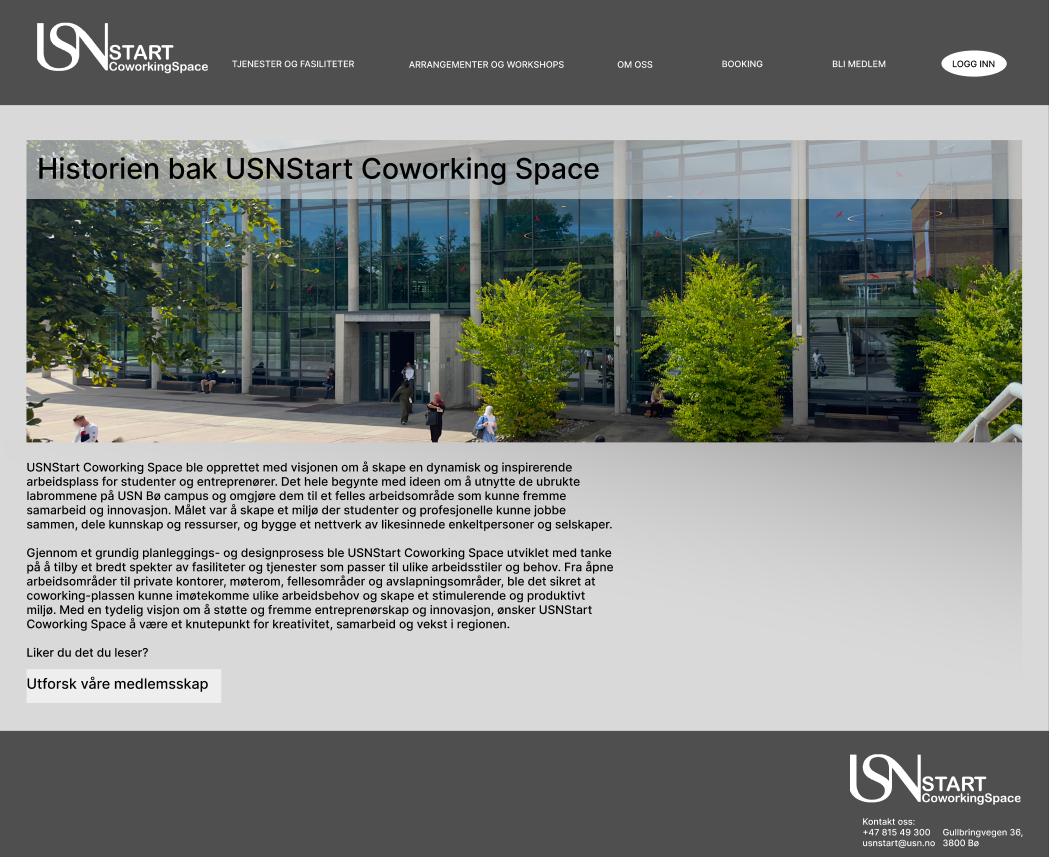 USNSTART
CoworkingSpace
TJENESTER OG FASILITETER
ARRANGEMENTER OG WORKSHOPS
OM OSS
BOOKING
BLI MEDLEM
LOGG INN
Historien bak USNStart Coworking Space
USNStart Coworking Space ble opprettet med visjonen om å skape en dynamisk og inspirerende
arbeidsplass for studenter og entreprenører. Det hele begynte med ideen om å utnytte de ubrukte
labrommene på USN Bø campus og omgjøre dem til et felles arbeidsområde som kunne fremme
samarbeid og innovasjon. Målet var å skape et miljø der studenter og profesjonelle kunne jobbe
sammen, dele kunnskap og ressurser, og bygge et nettverk av likesinnede enkeltpersoner og selskaper.
Gjennom et grundig planleggings- og designprosess ble USNStart Coworking Space utviklet med tanke
på å tilby et bredt spekter av fasiliteter og tjenester som passer til ulike arbeidsstiler og behov. Fra åpne
arbeidsområder til private kontorer, møterom, fellesområder og avslapningsområder, ble det sikret at
coworking-plassen kunne imøtekomme ulike arbeidsbehov og skape et stimulerende og produktivt
miljø. Med en tydelig visjon om å støtte og fremme entreprenørskap og innovasjon, ønsker USNStart
Coworking Space å være et knutepunkt for kreativitet, samarbeid og vekst i regionen.
Liker du det du leser?
Utforsk våre medlemsskap
USNSTART
CoworkingSpace
Kontakt oss:
+47 815 49 300 Gullbringvegen 36,
usnstart@usn.no 3800 Bø